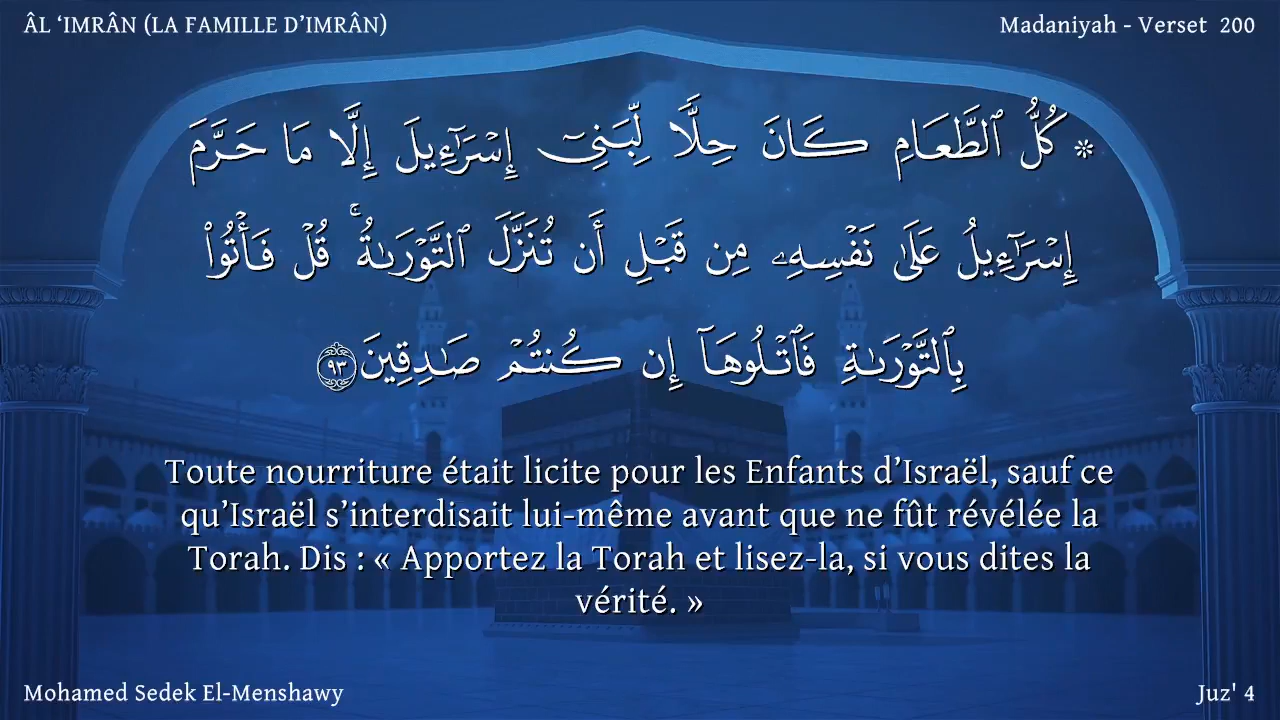 ÂL ‘IMRÂN (LA FAMILLE D’IMRÂN)
Madaniyah - Verset 200
۞ كُلُّ ٱلطَّعَامِ كَانَ حِلًّا لِّبَنِىٓ إِسْرَٰٓءِيلَ إِلَّا مَا حَرَّمَ
إِسْرَٰٓءِيلُ عَلَىٰ نَفْسِهِۦ مِن قَبْلِ أَن تُنَزَّلَ ٱلتَّوْرَىٰةُ ۗ قُلْ فَأْتُوا۟
بِٱلتَّوْرَىٰةِ فَٱتْلُوهَآ إِن كُنتُمْ صَٰدِقِينَ ٩٣
Toute nourriture était licite pour les Enfants d’Israël, sauf ce
qu’Israël s’interdisait lui-même avant que ne fût révélée la
Torah. Dis : « Apportez la Torah et lisez-la, si vous dites la
vérité. »
Mohamed Sedek El-Menshawy
Juz' 4